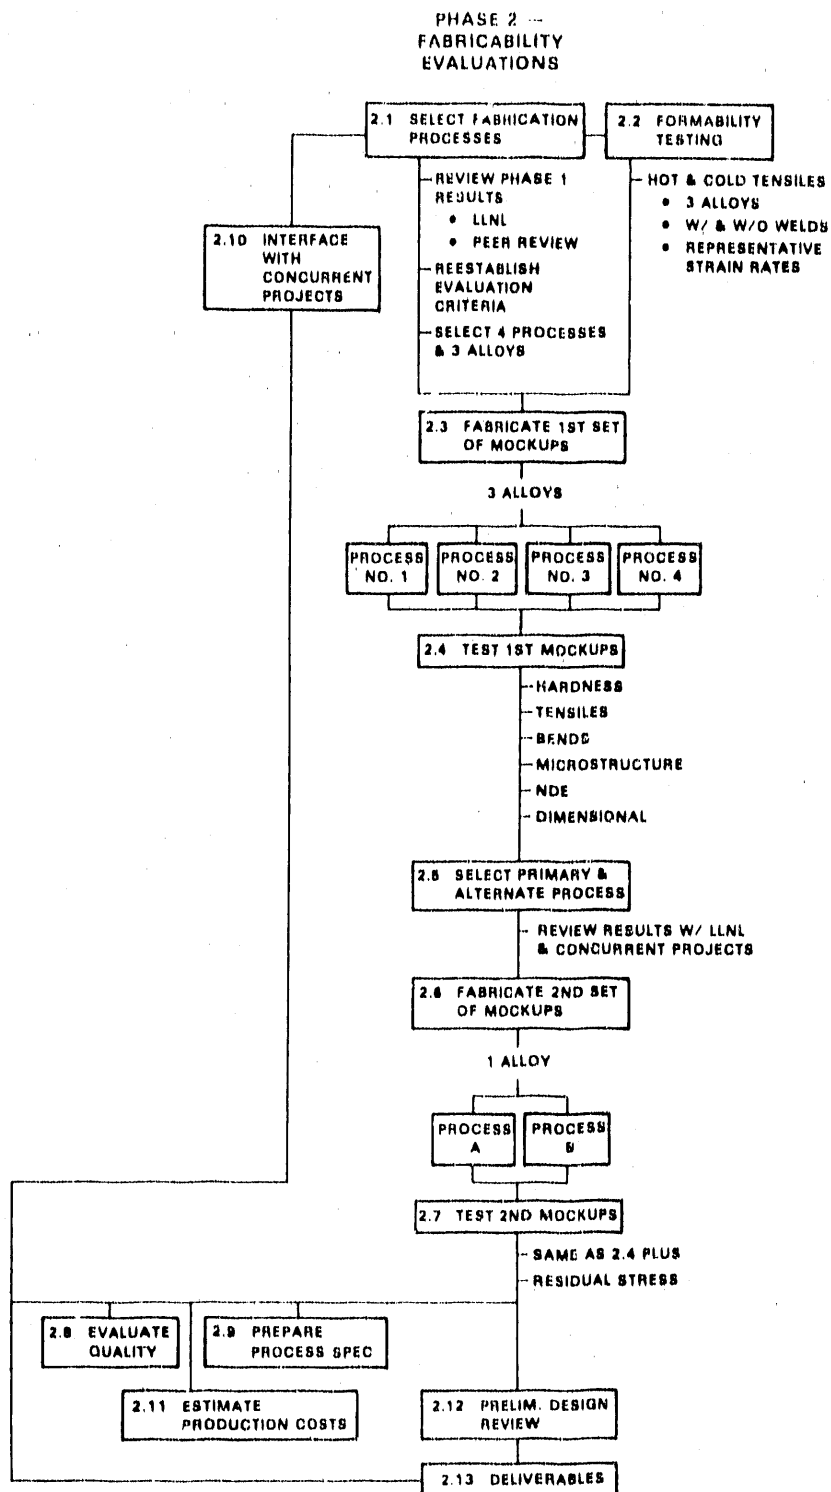 PHASE 2 --
FABRICABILITY
EVALUATIONS
2.1 SELECT FABRICATION
PROCESSES
2.2 FORMABILITY
TESTING
REVIEW PHASE 1
RESULTS
• LLNL
• PEER REVIEW
REESTABLISH
EVALUATION
CRITERIA
SELECT 4 PROCESSES
& 3 ALLOYS
HOT & COLD TENSILES
• 3 ALLOYS
• W/ & W/O WELDS
• REPRESENTATIVE
STRAIN RATES
2.10 INTERFACE
WITH
CONCURRENT
PROJECTS
2.3 FABRICATE 1ST SET
OF MOCKUPS
3 ALLOYS
PROCESS
NO. 1
PROCESS
NO. 2
PROCESS
NO. 3
PROCESS
NO. 4
2.4 TEST 1ST MOCKUPS
HARDNESS
TENSILES
BENDS
MICROSTRUCTURE
NDE
DIMENSIONAL
2.5 SELECT PRIMARY &
ALTERNATE PROCESS
REVIEW RESULTS W/ LLNL
& CONCURRENT PROJECTS
2.6 FABRICATE 2ND SET
OF MOCKUPS
1 ALLOY
PROCESS
A
PROCESS
B
2.7 TEST 2ND MOCKUPS
SAME AS 2.4 PLUS
RESIDUAL STRESS
2.8 EVALUATE
QUALITY
2.9 PREPARE
PROCESS SPEC
2.11 ESTIMATE
PRODUCTION COSTS
2.12 PRELIM. DESIGN
REVIEW
2.13 DELIVERABLES